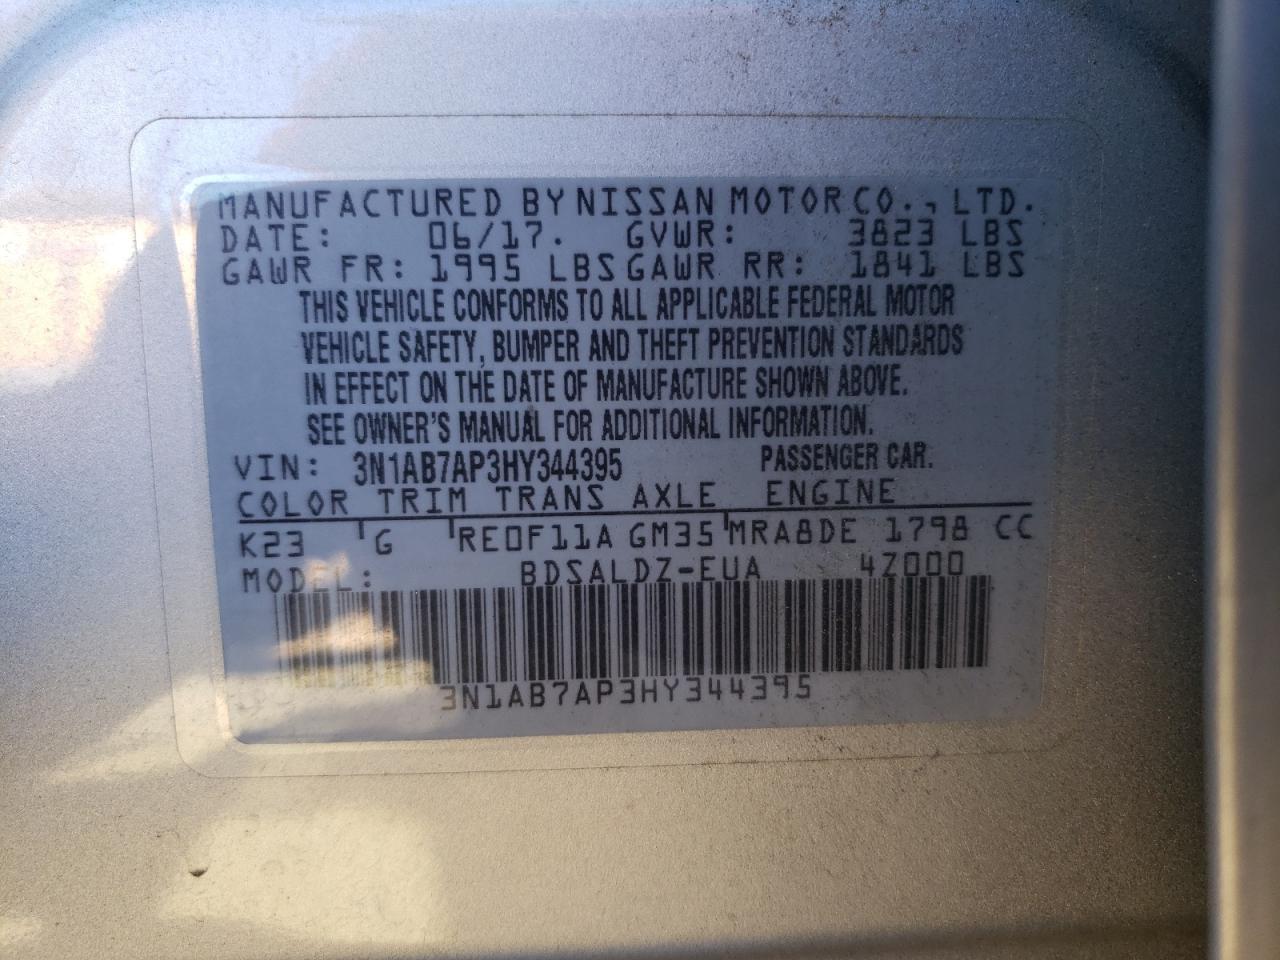 MANUFACTURED BY NISSAN MOTOR CO., LTD.
DATE: 06/17. GVWR: 3823 LBS
GAWR FR: 1995 LBS GAWR RR: 1841 LBS
THIS VEHICLE CONFORMS TO ALL APPLICABLE FEDERAL MOTOR
VEHICLE SAFETY, BUMPER AND THEFT PREVENTION STANDARDS
IN EFFECT ON THE DATE OF MANUFACTURE SHOWN ABOVE.
SEE OWNER'S MANUAL FOR ADDITIONAL INFORMATION.
VIN: 3N1AB7AP3HY344395 PASSENGER CAR.
COLOR TRIM TRANS AXLE ENGINE
K23 G RE0F11A GM35 MRA8DE 1798 CC
MODEL: BDSALDZ-EUA 4Z000
3N1AB7AP3HY344395